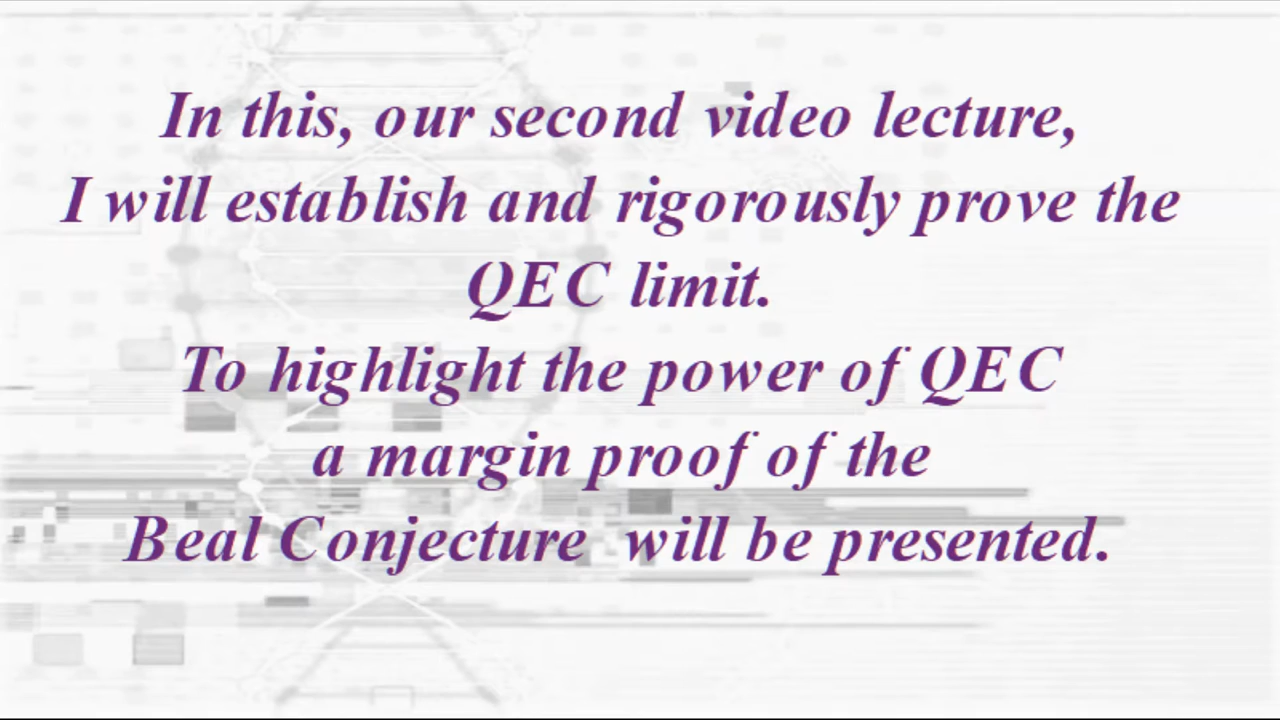 In this, our second video lecture,
I will establish and rigorously prove the
QEC limit.
To highlight the power of QEC
a margin proof of the
Beal Conjecture will be presented.